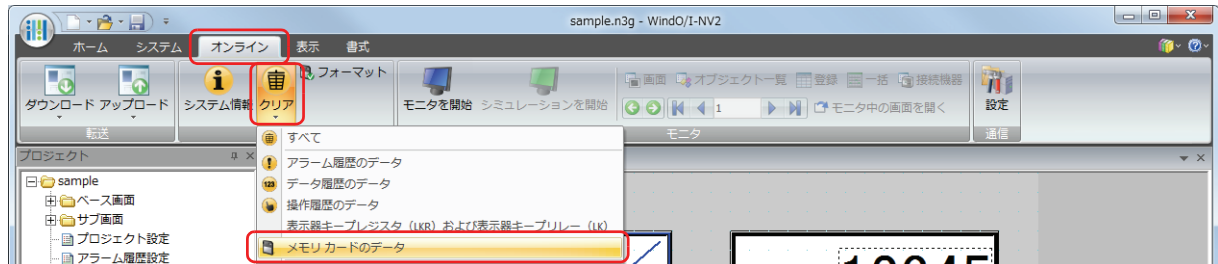 sample.n3g - WindO/I-NV2
ホーム システム オンライン 表示 書式
ダウンロード アップロード システム情報 クリア フォーマット モニタを開始 シミュレーションを開始 画面 オブジェクト一覧 登録 一括 接続機器 設定
1 モニタ中の画面を開く
転送 モニタ 通信
すべて
プロジェクト
アラーム履歴のデータ
sample
データ履歴のデータ
ベース画面
操作履歴のデータ
サブ画面
表示器キープレジスタ（LKR）および表示器キープリレー（LK）
プロジェクト設定
メモリ カードのデータ
アラーム履歴設定